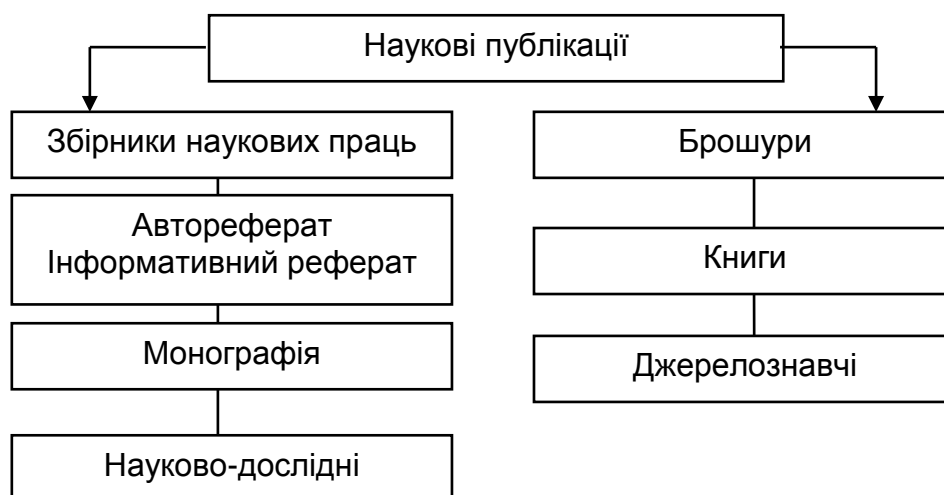 Наукові публікації
Збірники наукових праць
Автореферат
Інформативний реферат
Монографія
Науково-дослідні
Брошури
Книги
Джерелознавчі